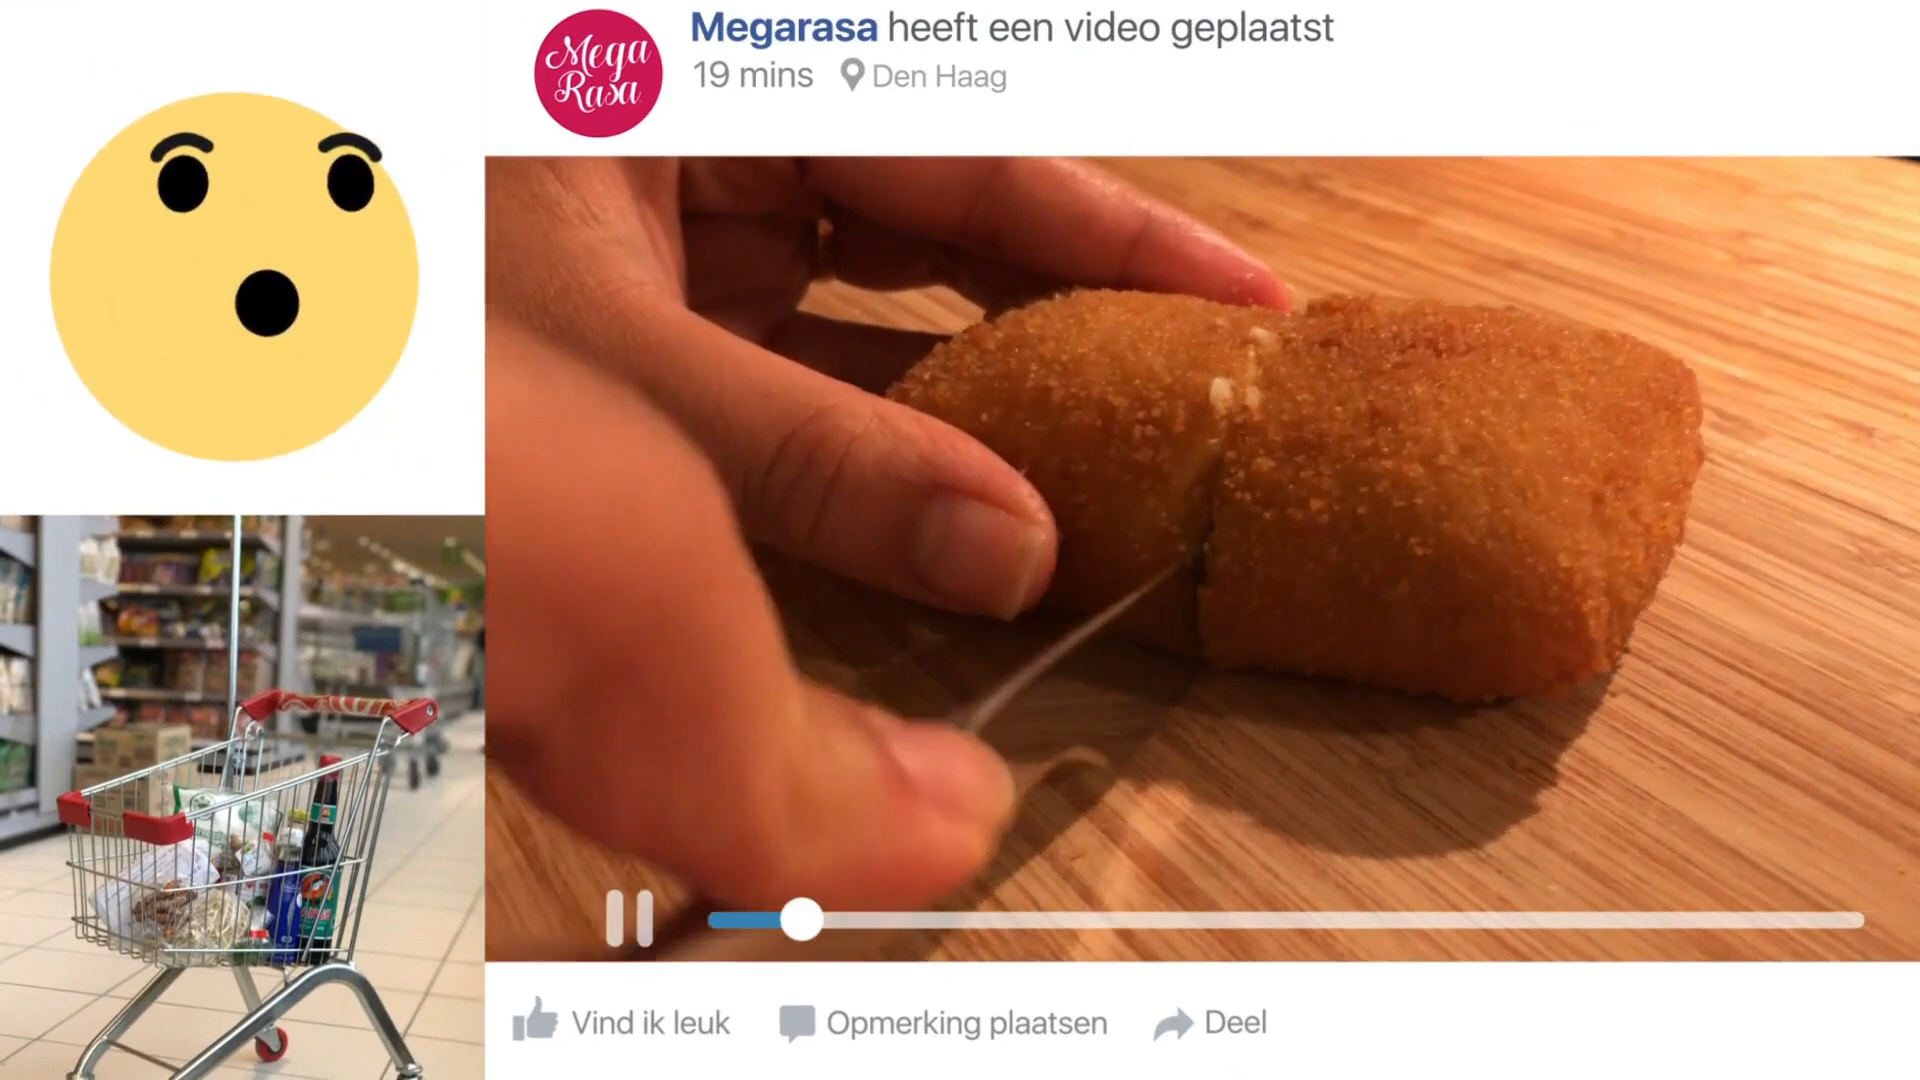 Mega
Rasa
Megarasa heeft een video geplaatst
19 mins Den Haag
Vind ik leuk Opmerking plaatsen Deel